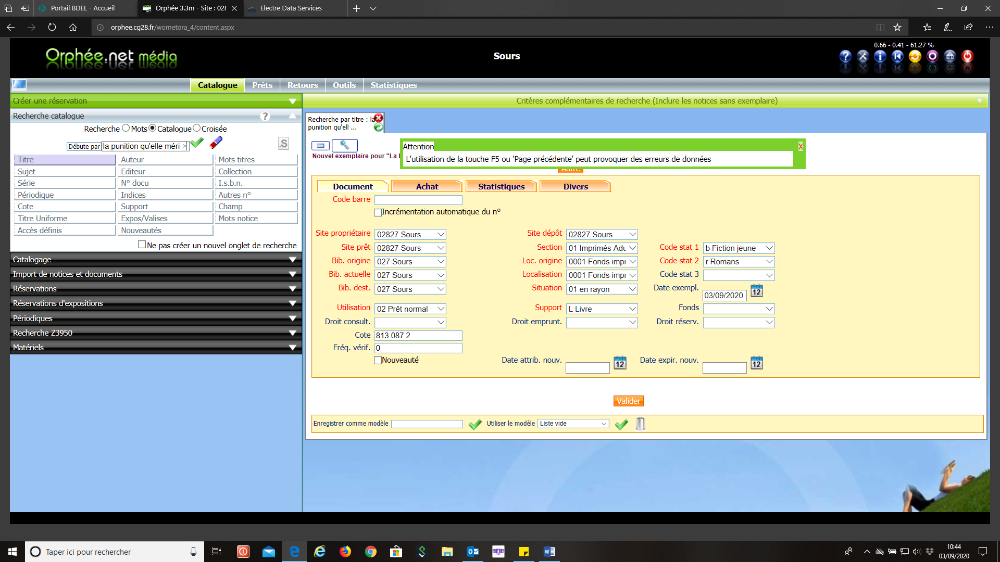 Portail BDEL - Accueil
Orphée 3.3m - Site : 028
Electre Data Services
orphee.cg28.fr/wornetora_4/content.aspx
0.66 - 0.41 - 61.27 %
Orphée.net média
Sours
Catalogue Prêts Retours Outils Statistiques
Créer une réservation
Critères complémentaires de recherche (Inclure les notices sans exemplaire)
Recherche catalogue
Recherche Mots Catalogue Croisée
Débute par la punition qu'elle méri
.S
Titre Auteur Mots titres
Sujet Editeur Collection
Série N° docu I.s.b.n.
Périodique Indices Autres n°
Cote Support Champ
Titre Uniforme Expos/Valises Mots notice
Accès définis Nouveautés
Ne pas créer un nouvel onglet de recherche
Catalogage
Import de notices et documents
Réservations
Réservations d'expositions
Périodiques
Recherche Z3950
Matériels
Recherche par titre : la
punition qu'ell ...
Attention X
L'utilisation de la touche F5 ou 'Page précédente' peut provoquer des erreurs de données
Nouvel exemplaire pour "La
Autre
Document Achat Statistiques Divers
Code barre
Incrémentation automatique du n°
Site propriétaire 02827 Sours Site dépôt 02827 Sours
Site prêt 02827 Sours Section 01 Imprimés Adu Code stat 1 b Fiction jeune
Bib. origine 027 Sours Loc. origine 0001 Fonds impr Code stat 2 r Romans
Bib. actuelle 027 Sours Localisation 0001 Fonds impr Code stat 3
Bib. dest. 027 Sours Situation 01 en rayon Date exempl. 03/09/2020 12
Utilisation 02 Prêt normal Support L Livre Fonds
Droit consult. Droit emprunt. Droit réserv.
Cote 813.087 2
Fréq. vérif. 0
Nouveauté Date attrib. nouv. 12 Date expir. nouv. 12
Valider
Enregistrer comme modèle Utiliser le modèle Liste vide
Taper ici pour rechercher
10:44
03/09/2020